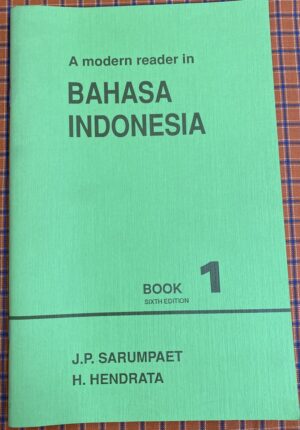 A modern reader in
BAHASA
INDONESIA
BOOK 1
SIXTH EDITION
J.P. SARUMPAET
H. HENDRATA